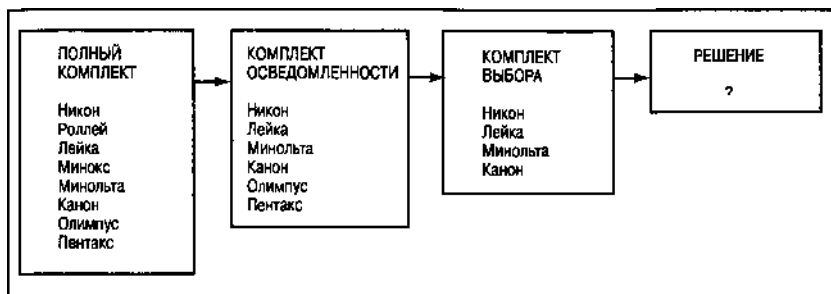 ПОЛНЫЙ
КОМПЛЕКТ
Никон
Роллей
Лейка
Минокс
Минольта
Канон
Олимпус
Пентакс
КОМПЛЕКТ
ОСВЕДОМЛЕННОСТИ
Никон
Лейка
Минольта
Канон
Олимпус
Пентакс
КОМПЛЕКТ
ВЫБОРА
Никон
Лейка
Минольта
Канон
РЕШЕНИЕ
?